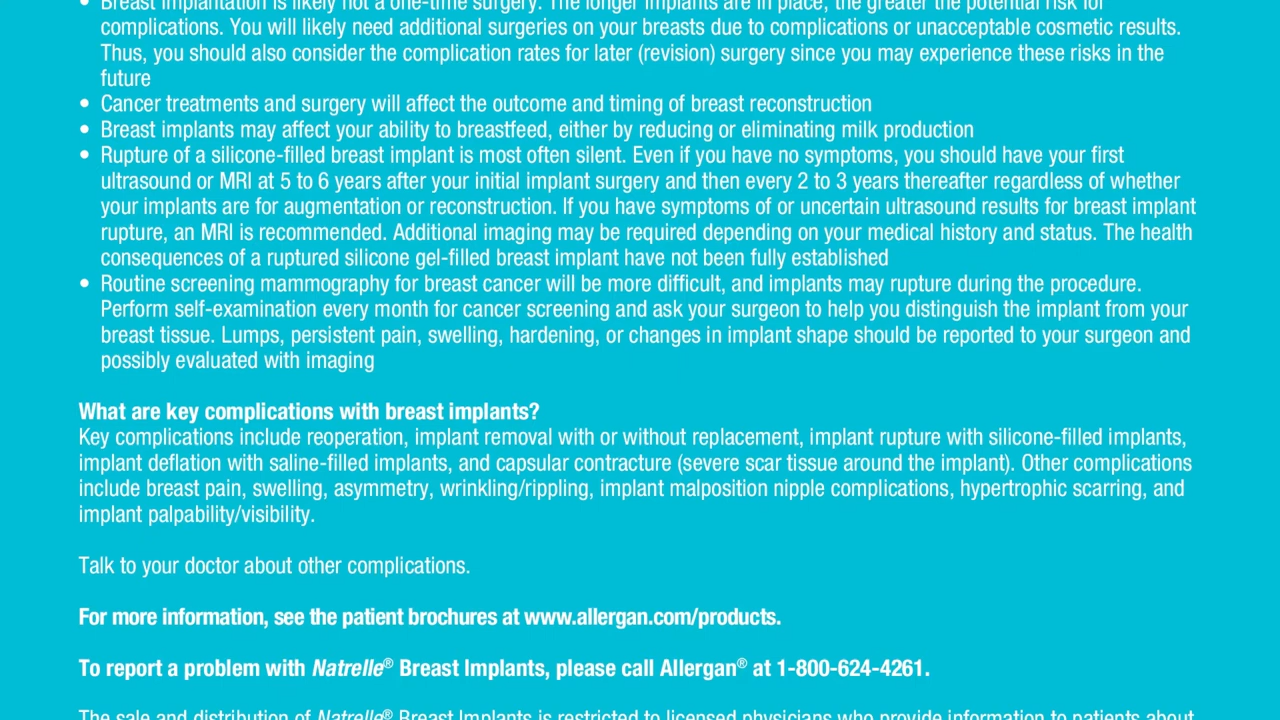 • Breast implantation is likely not a one-time surgery. The longer implants are in place, the greater the potential risk for
complications. You will likely need additional surgeries on your breasts due to complications or unacceptable cosmetic results.
Thus, you should also consider the complication rates for later (revision) surgery since you may experience these risks in the
future
• Cancer treatments and surgery will affect the outcome and timing of breast reconstruction
• Breast implants may affect your ability to breastfeed, either by reducing or eliminating milk production
• Rupture of a silicone-filled breast implant is most often silent. Even if you have no symptoms, you should have your first
ultrasound or MRI at 5 to 6 years after your initial implant surgery and then every 2 to 3 years thereafter regardless of whether
your implants are for augmentation or reconstruction. If you have symptoms of or uncertain ultrasound results for breast implant
rupture, an MRI is recommended. Additional imaging may be required depending on your medical history and status. The health
consequences of a ruptured silicone gel-filled breast implant have not been fully established
• Routine screening mammography for breast cancer will be more difficult, and implants may rupture during the procedure.
Perform self-examination every month for cancer screening and ask your surgeon to help you distinguish the implant from your
breast tissue. Lumps, persistent pain, swelling, hardening, or changes in implant shape should be reported to your surgeon and
possibly evaluated with imaging
What are key complications with breast implants?
Key complications include reoperation, implant removal with or without replacement, implant rupture with silicone-filled implants,
implant deflation with saline-filled implants, and capsular contracture (severe scar tissue around the implant). Other complications
include breast pain, swelling, asymmetry, wrinkling/rippling, implant malposition nipple complications, hypertrophic scarring, and
implant palpability/visibility.
Talk to your doctor about other complications.
For more information, see the patient brochures at www.allergan.com/products.
To report a problem with Natrelle® Breast Implants, please call Allergan® at 1-800-624-4261.
The sale and distribution of Natrelle® Breast Implants is restricted to licensed physicians who provide information to patients about